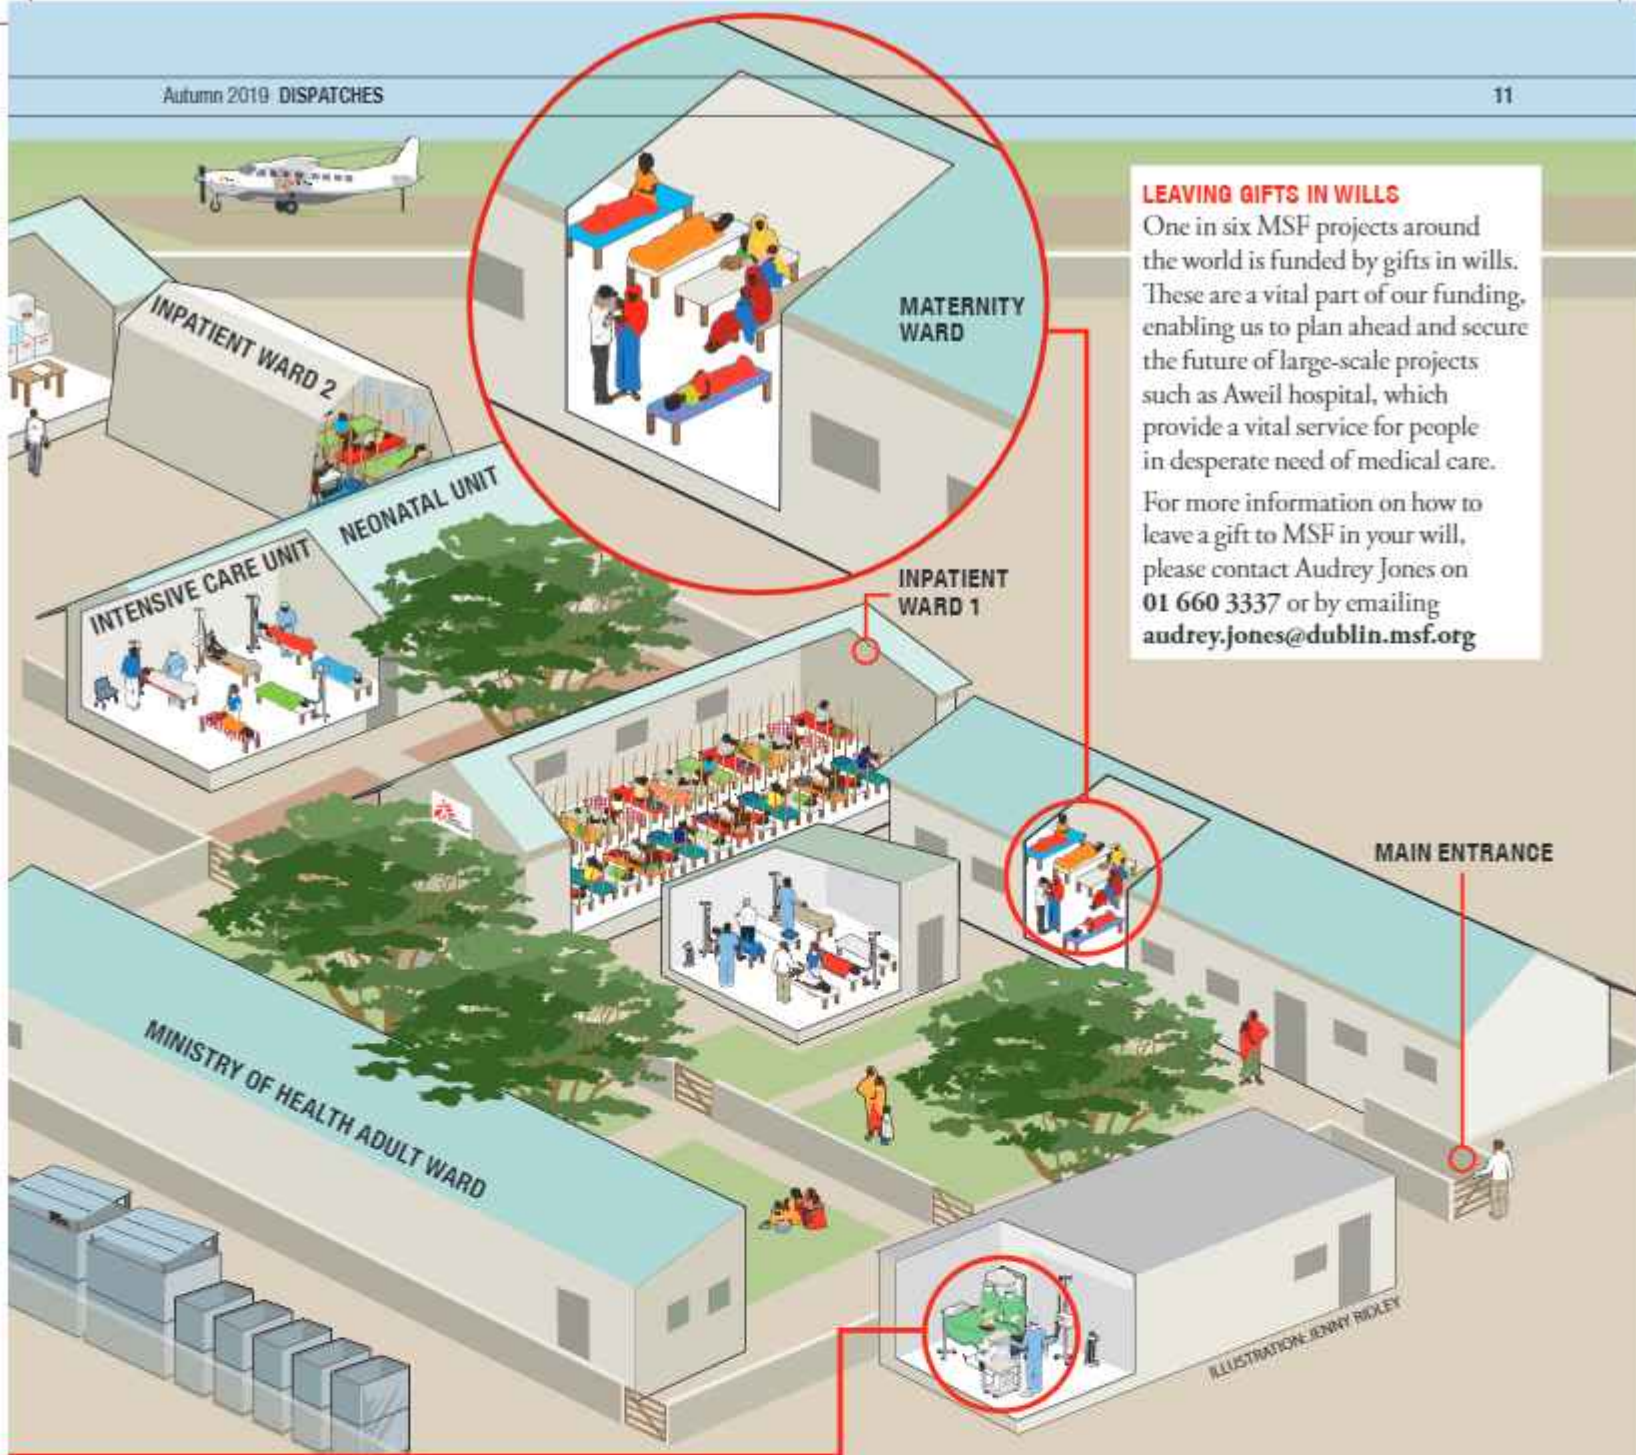 Autumn 2019 DISPATCHES
11
LEAVING GIFTS IN WILLS
One in six MSF projects around
the world is funded by gifts in wills.
These are a vital part of our funding,
enabling us to plan ahead and secure
the future of large-scale projects
such as Aweil hospital, which
provide a vital service for people
in desperate need of medical care.
For more information on how to
leave a gift to MSF in your will,
please contact Audrey Jones on
01 660 3337 or by emailing
audrey.jones@dublin.msf.org
MATERNITY
WARD
INPATIENT WARD 2
NEONATAL UNIT
INTENSIVE CARE UNIT
INPATIENT
WARD 1
MAIN ENTRANCE
MINISTRY OF HEALTH ADULT WARD
ILLUSTRATION: JENNY RIDLEY